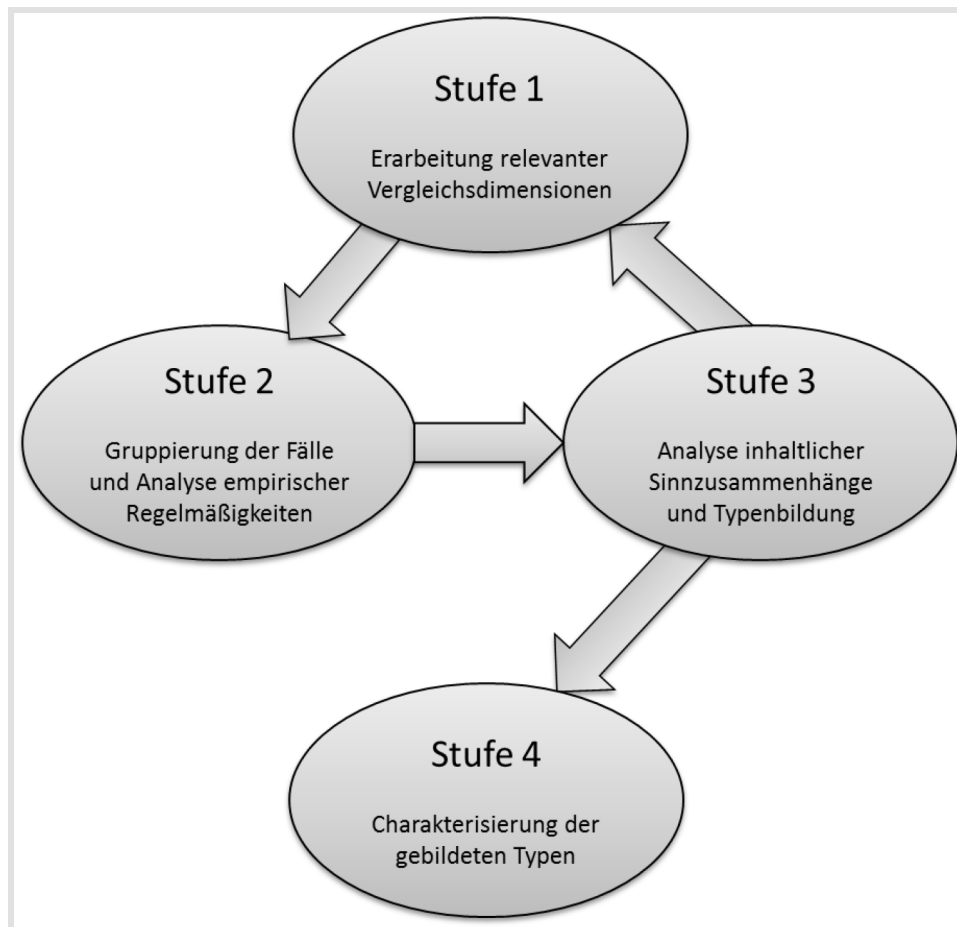 Stufe 1
Erarbeitung relevanter
Vergleichsdimensionen
Stufe 2
Gruppierung der Fälle
und Analyse empirischer
Regelmäßigkeiten
Stufe 3
Analyse inhaltlicher
Sinnzusammenhänge
und Typenbildung
Stufe 4
Charakterisierung der
gebildeten Typen